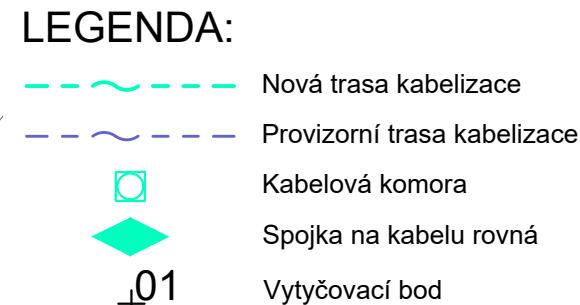 LEGENDA:
Nová trasa kabelizace
Provizorní trasa kabelizace
Kabelová komora
Spojka na kabelu rovná
01 Vytyčovací bod